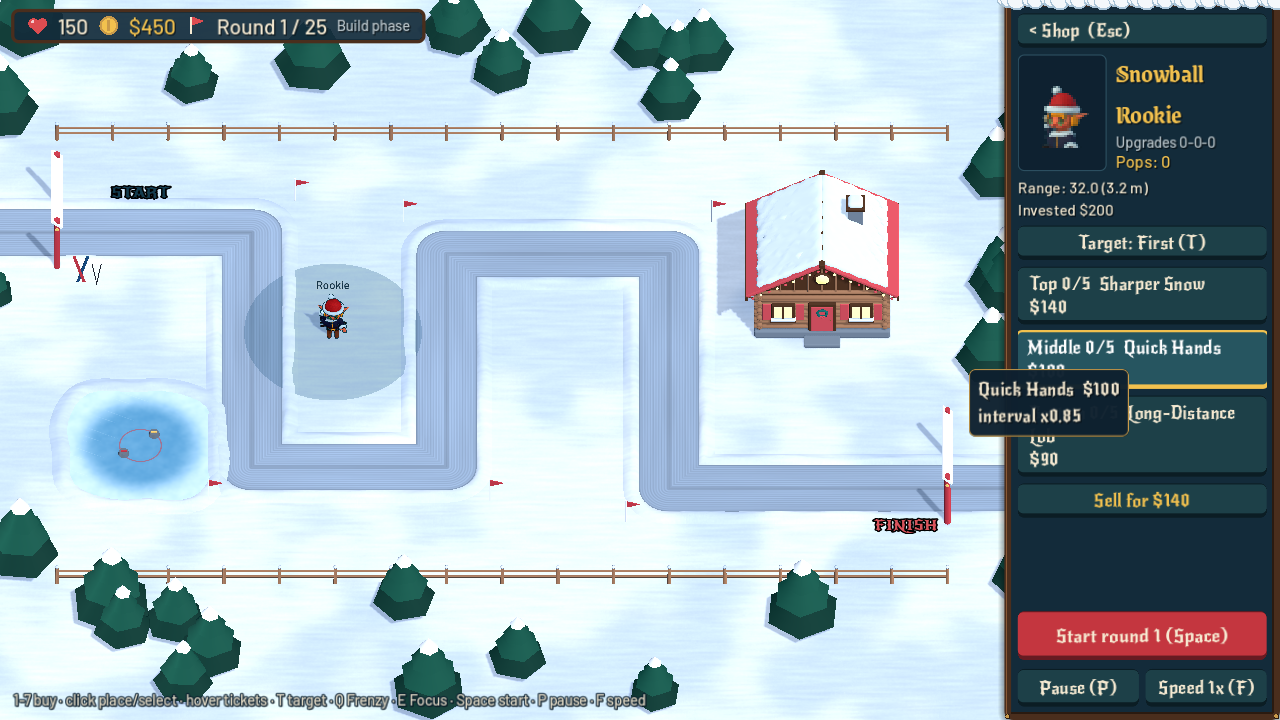 150 $450 Round 1 / 25 Build phase
< Shop (Esc)
Snowball
Rookie
Upgrades 0-0-0
Pops: 0
Range: 32.0 (3.2 m)
Invested $200
Target: First (T)
Top 0/5 Sharper Snow
$140
Middle 0/5 Quick Hands
Quick Hands $100
interval x0.85
Long-Distance
$90
Sell for $140
Start round 1 (Space)
Pause (P) Speed 1x (F)
START
Rookie
FINISH
1-7 buy · click place/select · hover tickets · T target · Q Frenzy · E Focus · Space start · P pause · F speed